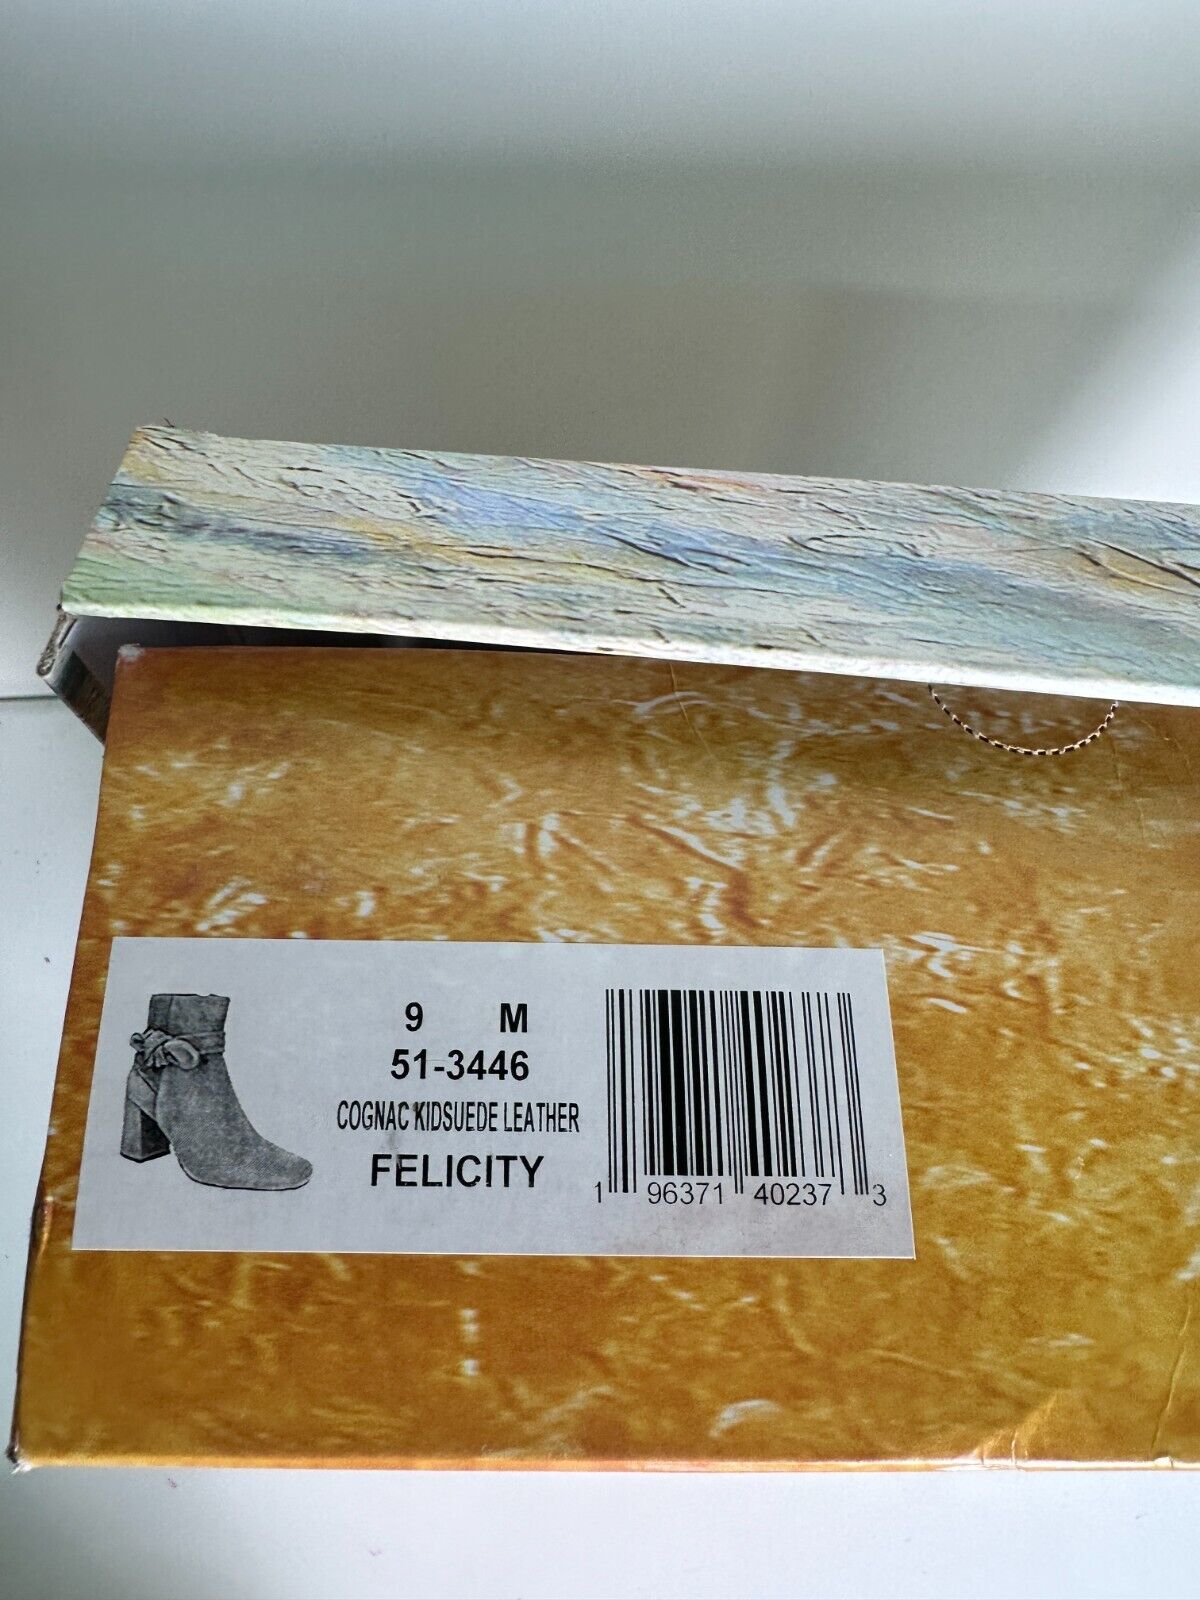 9 M
51-3446
COGNAC KIDSUEDE LEATHER
FELICITY
1 96371 40237 3